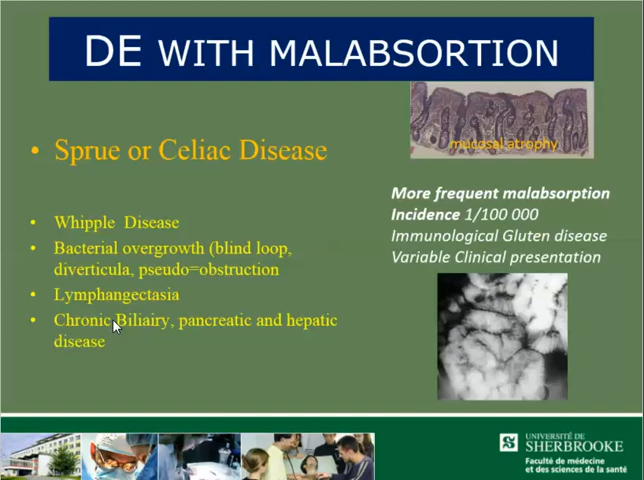 DE WITH MALABSORTION
mucosal atrophy
• Sprue or Celiac Disease
More frequent malabsorption
Incidence 1/100 000
Immunological Gluten disease
Variable Clinical presentation
• Whipple Disease
• Bacterial overgrowth (blind loop,
diverticula, pseudo=obstruction
• Lymphangectasia
• Chronic Biliairy, pancreatic and hepatic
disease
S
UNIVERSITÉ DE
SHERBROOKE
Faculté de médecine
et des sciences de la santé